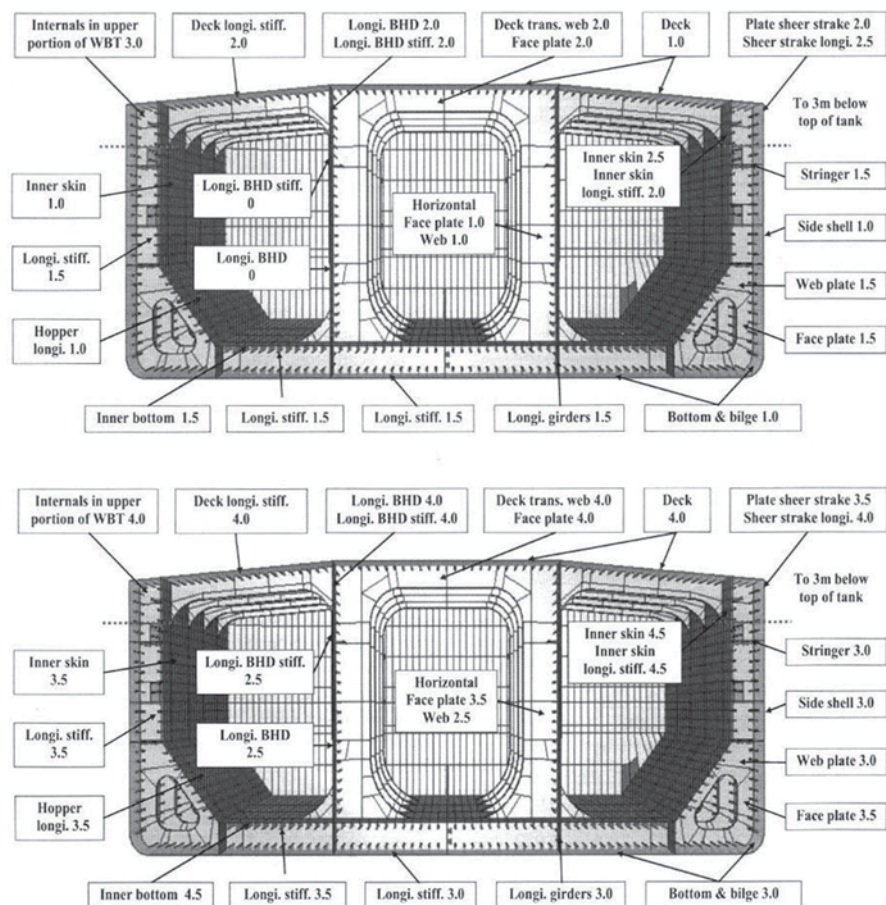 Internals in upper
portion of WBT 3.0
Deck longi. stiff.
2.0
Longi. BHD 2.0
Longi. BHD stiff. 2.0
Deck trans. web 2.0
Face plate 2.0
Deck
1.0
Plate sheer strake 2.0
Sheer strake longi. 2.5
To 3m below
top of tank
Inner skin
1.0
Longi. BHD stiff.
0
Inner skin 2.5
Inner skin
longi. stiff. 2.0
Stringer 1.5
Horizontal
Face plate 1.0
Web 1.0
Side shell 1.0
Longi. stiff.
1.5
Longi. BHD
0
Web plate 1.5
Hopper
longi. 1.0
Face plate 1.5
Inner bottom 1.5
Longi. stiff. 1.5
Longi. stiff. 1.5
Longi. girders 1.5
Bottom & bilge 1.0
Internals in upper
portion of WBT 4.0
Deck longi. stiff.
4.0
Longi. BHD 4.0
Longi. BHD stiff. 4.0
Deck trans. web 4.0
Face plate 4.0
Deck
4.0
Plate sheer strake 3.5
Sheer strake longi. 4.0
To 3m below
top of tank
Inner skin
3.5
Longi. BHD stiff.
2.5
Inner skin 4.5
Inner skin
longi. stiff. 4.5
Stringer 3.0
Horizontal
Face plate 3.5
Web 2.5
Side shell 3.0
Longi. stiff.
3.5
Longi. BHD
2.5
Web plate 3.0
Hopper
longi. 3.5
Face plate 3.5
Inner bottom 4.5
Longi. stiff. 3.5
Longi. stiff. 3.0
Longi. girders 3.0
Bottom & bilge 3.0